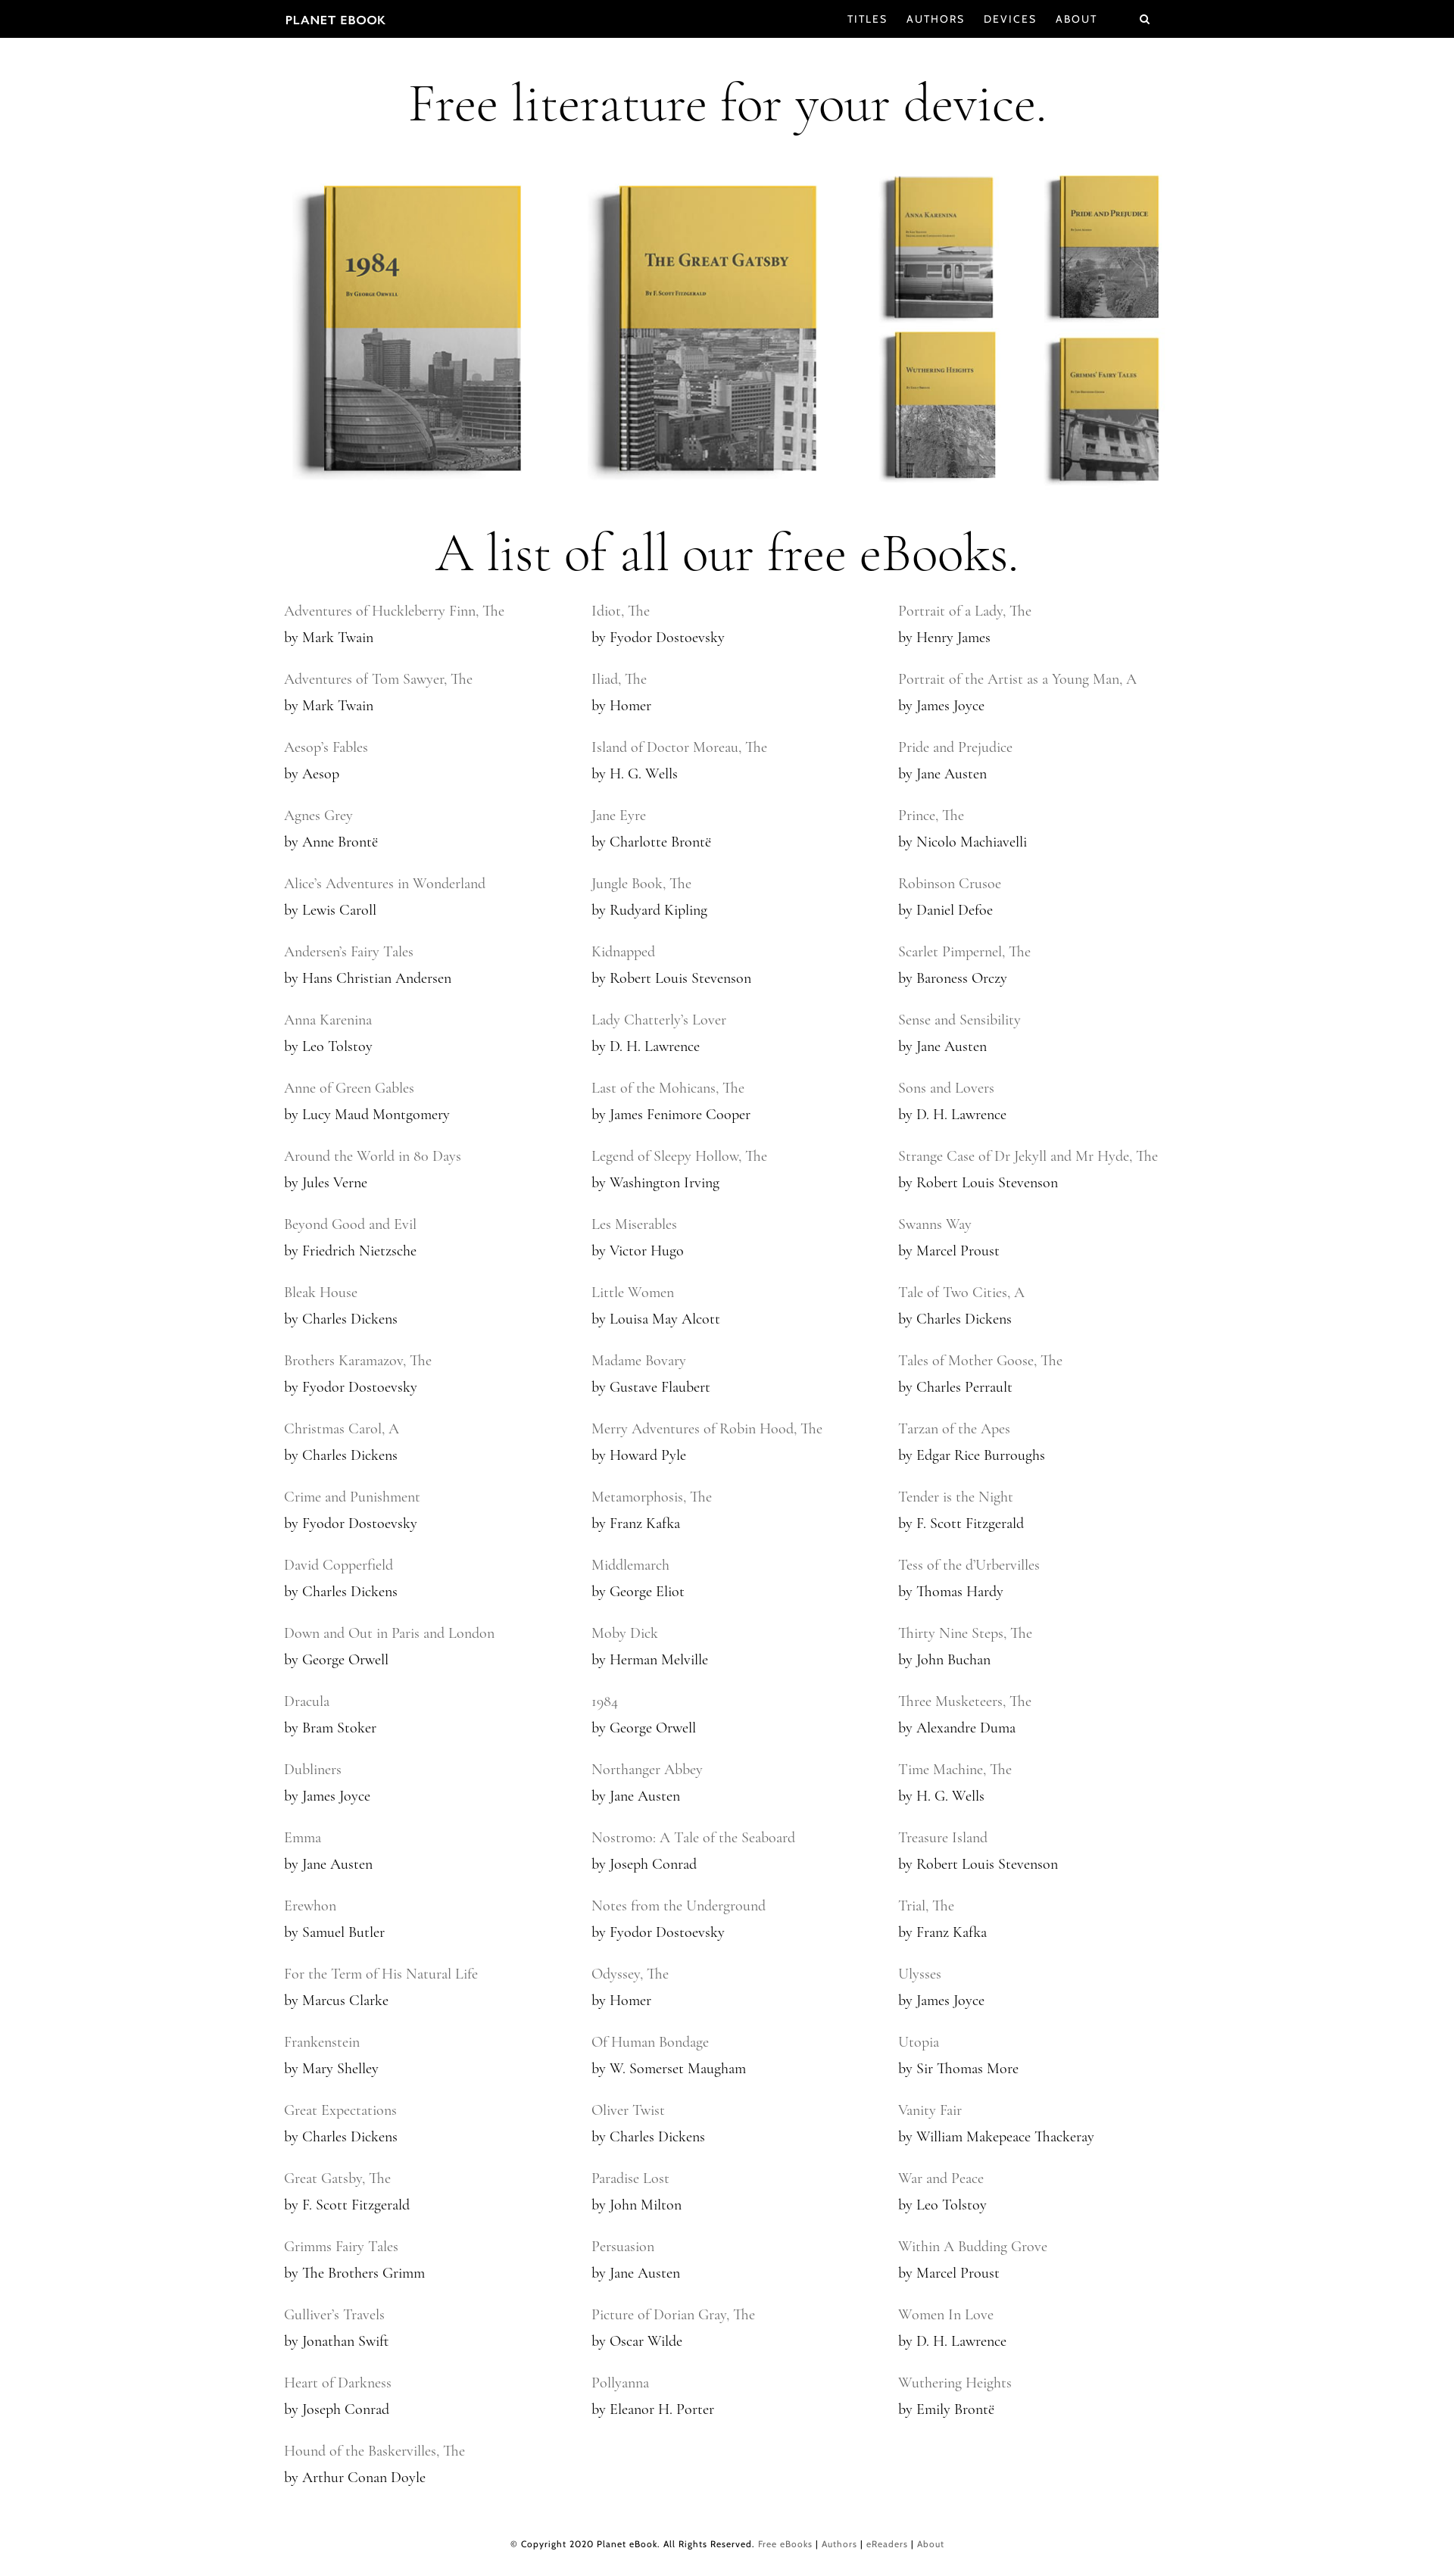 PLANET EBOOK
TITLES AUTHORS DEVICES ABOUT
Free literature for your device.
1984
By George Orwell
The Great Gatsby
By F. Scott Fitzgerald
Anna Karenina
Pride and Prejudice
Wuthering Heights
Grimms' Fairy Tales
A list of all our free eBooks.
Adventures of Huckleberry Finn, The
by Mark Twain
Adventures of Tom Sawyer, The
by Mark Twain
Aesop's Fables
by Aesop
Agnes Grey
by Anne Brontë
Alice's Adventures in Wonderland
by Lewis Caroll
Andersen's Fairy Tales
by Hans Christian Andersen
Anna Karenina
by Leo Tolstoy
Anne of Green Gables
by Lucy Maud Montgomery
Around the World in 80 Days
by Jules Verne
Beyond Good and Evil
by Friedrich Nietzsche
Bleak House
by Charles Dickens
Brothers Karamazov, The
by Fyodor Dostoevsky
Christmas Carol, A
by Charles Dickens
Crime and Punishment
by Fyodor Dostoevsky
David Copperfield
by Charles Dickens
Down and Out in Paris and London
by George Orwell
Dracula
by Bram Stoker
Dubliners
by James Joyce
Emma
by Jane Austen
Erewhon
by Samuel Butler
For the Term of His Natural Life
by Marcus Clarke
Frankenstein
by Mary Shelley
Great Expectations
by Charles Dickens
Great Gatsby, The
by F. Scott Fitzgerald
Grimms Fairy Tales
by The Brothers Grimm
Gulliver's Travels
by Jonathan Swift
Heart of Darkness
by Joseph Conrad
Hound of the Baskervilles, The
by Arthur Conan Doyle
Idiot, The
by Fyodor Dostoevsky
Iliad, The
by Homer
Island of Doctor Moreau, The
by H. G. Wells
Jane Eyre
by Charlotte Brontë
Jungle Book, The
by Rudyard Kipling
Kidnapped
by Robert Louis Stevenson
Lady Chatterly's Lover
by D. H. Lawrence
Last of the Mohicans, The
by James Fenimore Cooper
Legend of Sleepy Hollow, The
by Washington Irving
Les Miserables
by Victor Hugo
Little Women
by Louisa May Alcott
Madame Bovary
by Gustave Flaubert
Merry Adventures of Robin Hood, The
by Howard Pyle
Metamorphosis, The
by Franz Kafka
Middlemarch
by George Eliot
Moby Dick
by Herman Melville
1984
by George Orwell
Northanger Abbey
by Jane Austen
Nostromo: A Tale of the Seaboard
by Joseph Conrad
Notes from the Underground
by Fyodor Dostoevsky
Odyssey, The
by Homer
Of Human Bondage
by W. Somerset Maugham
Oliver Twist
by Charles Dickens
Paradise Lost
by John Milton
Persuasion
by Jane Austen
Picture of Dorian Gray, The
by Oscar Wilde
Pollyanna
by Eleanor H. Porter
Portrait of a Lady, The
by Henry James
Portrait of the Artist as a Young Man, A
by James Joyce
Pride and Prejudice
by Jane Austen
Prince, The
by Nicolo Machiavelli
Robinson Crusoe
by Daniel Defoe
Scarlet Pimpernel, The
by Baroness Orczy
Sense and Sensibility
by Jane Austen
Sons and Lovers
by D. H. Lawrence
Strange Case of Dr Jekyll and Mr Hyde, The
by Robert Louis Stevenson
Swanns Way
by Marcel Proust
Tale of Two Cities, A
by Charles Dickens
Tales of Mother Goose, The
by Charles Perrault
Tarzan of the Apes
by Edgar Rice Burroughs
Tender is the Night
by F. Scott Fitzgerald
Tess of the d'Urbervilles
by Thomas Hardy
Thirty Nine Steps, The
by John Buchan
Three Musketeers, The
by Alexandre Duma
Time Machine, The
by H. G. Wells
Treasure Island
by Robert Louis Stevenson
Trial, The
by Franz Kafka
Ulysses
by James Joyce
Utopia
by Sir Thomas More
Vanity Fair
by William Makepeace Thackeray
War and Peace
by Leo Tolstoy
Within A Budding Grove
by Marcel Proust
Women In Love
by D. H. Lawrence
Wuthering Heights
by Emily Brontë
© Copyright 2020 Planet eBook. All Rights Reserved. Free eBooks | Authors | eReaders | About